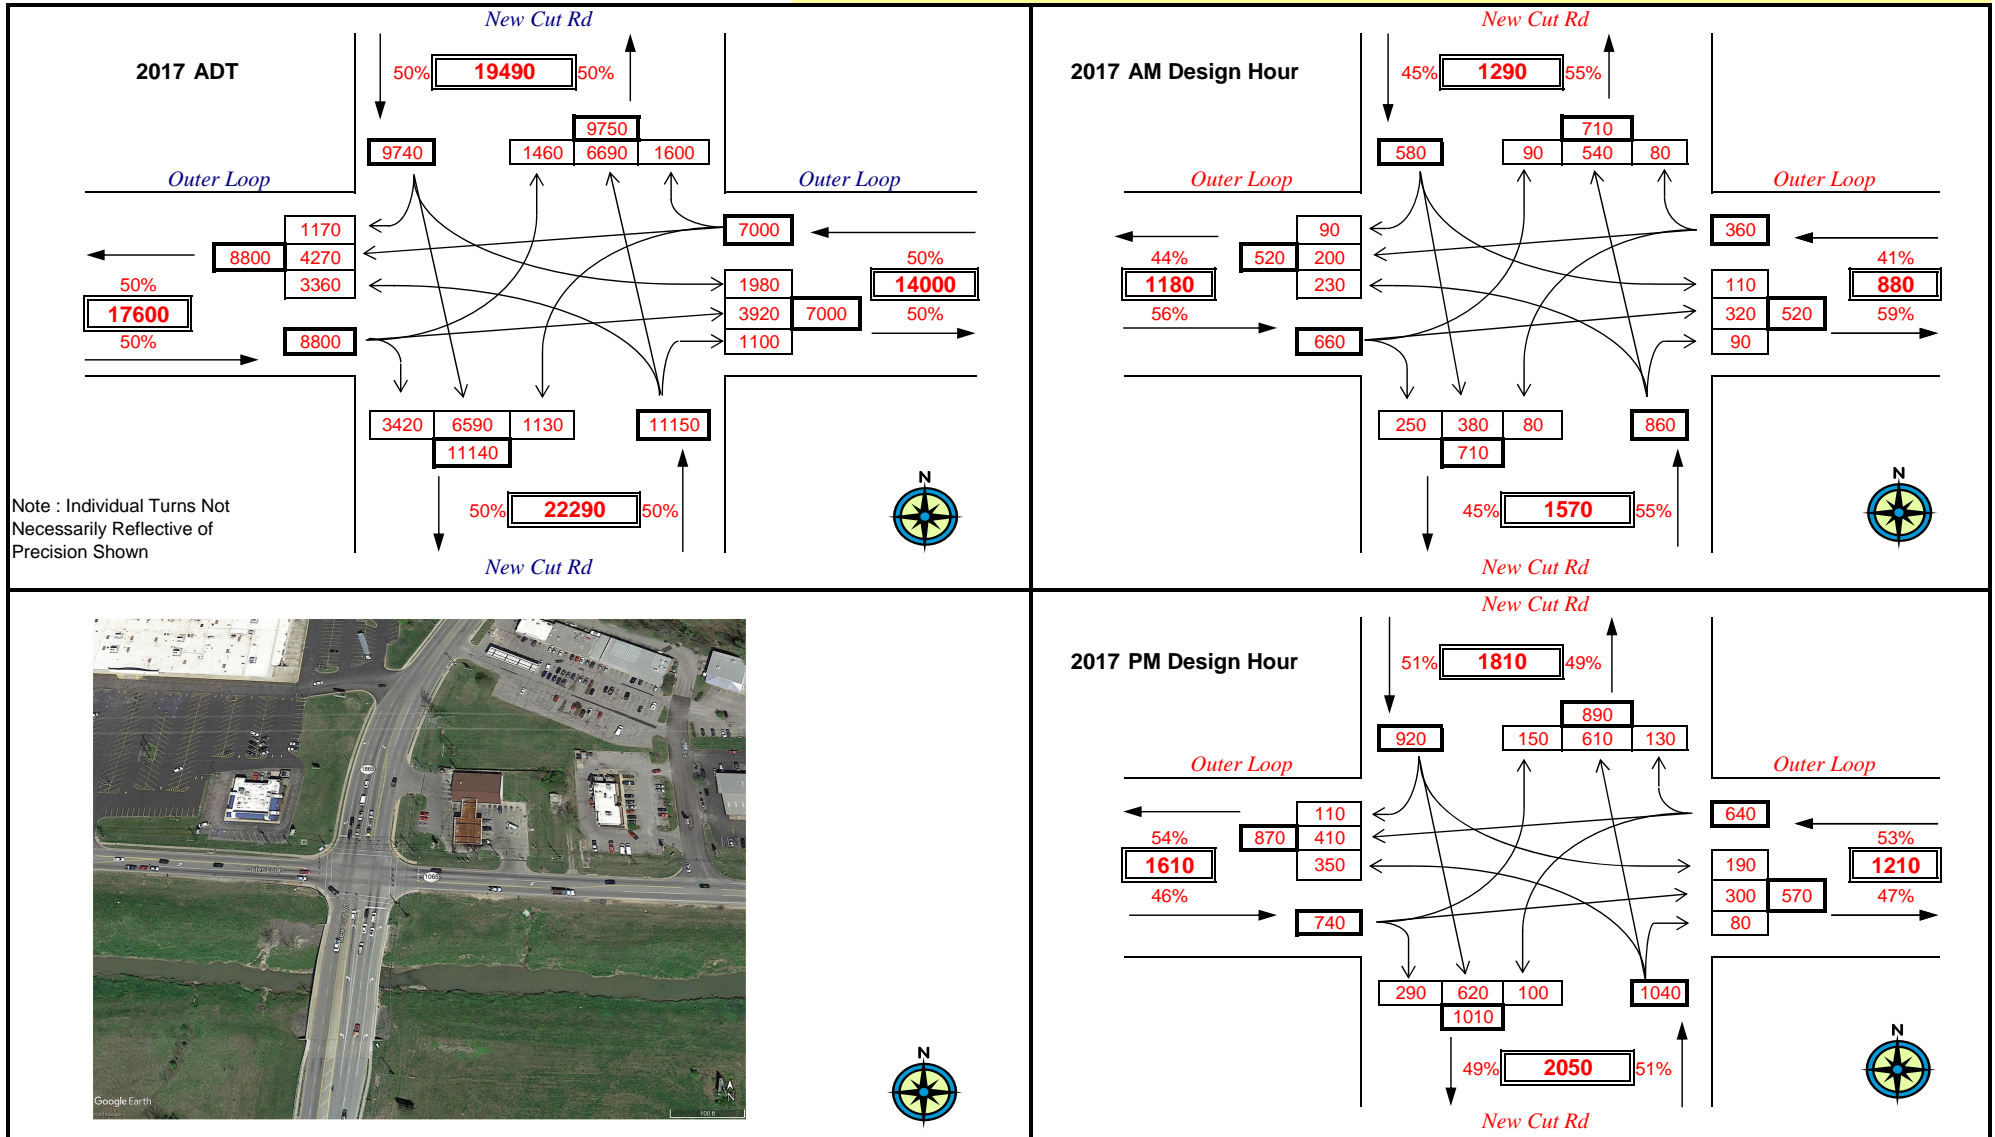 New Cut Rd
2017 ADT
50% 19490 50%
9750
9740 1460 6690 1600
Outer Loop Outer Loop
1170 7000
8800 4270 50%
50% 3360 1980 14000
17600 3920 7000 50%
50% 8800 1100
3420 6590 1130 11150
11140
Note : Individual Turns Not
Necessarily Reflective of
Precision Shown
50% 22290 50%
N
New Cut Rd
New Cut Rd
2017 AM Design Hour
45% 1290 55%
710
580 90 540 80
Outer Loop Outer Loop
90 360
44% 520 200 41%
1180 230 110 880
56% 320 520 59%
660 90
250 380 80 860
710
45% 1570 55%
N
New Cut Rd
1865
1065
Google Earth
N
100 ft
N
New Cut Rd
2017 PM Design Hour
51% 1810 49%
890
920 150 610 130
Outer Loop Outer Loop
110 640
54% 870 410 53%
1610 350 190 1210
46% 300 570 47%
740 80
290 620 100 1040
1010
49% 2050 51%
N
New Cut Rd